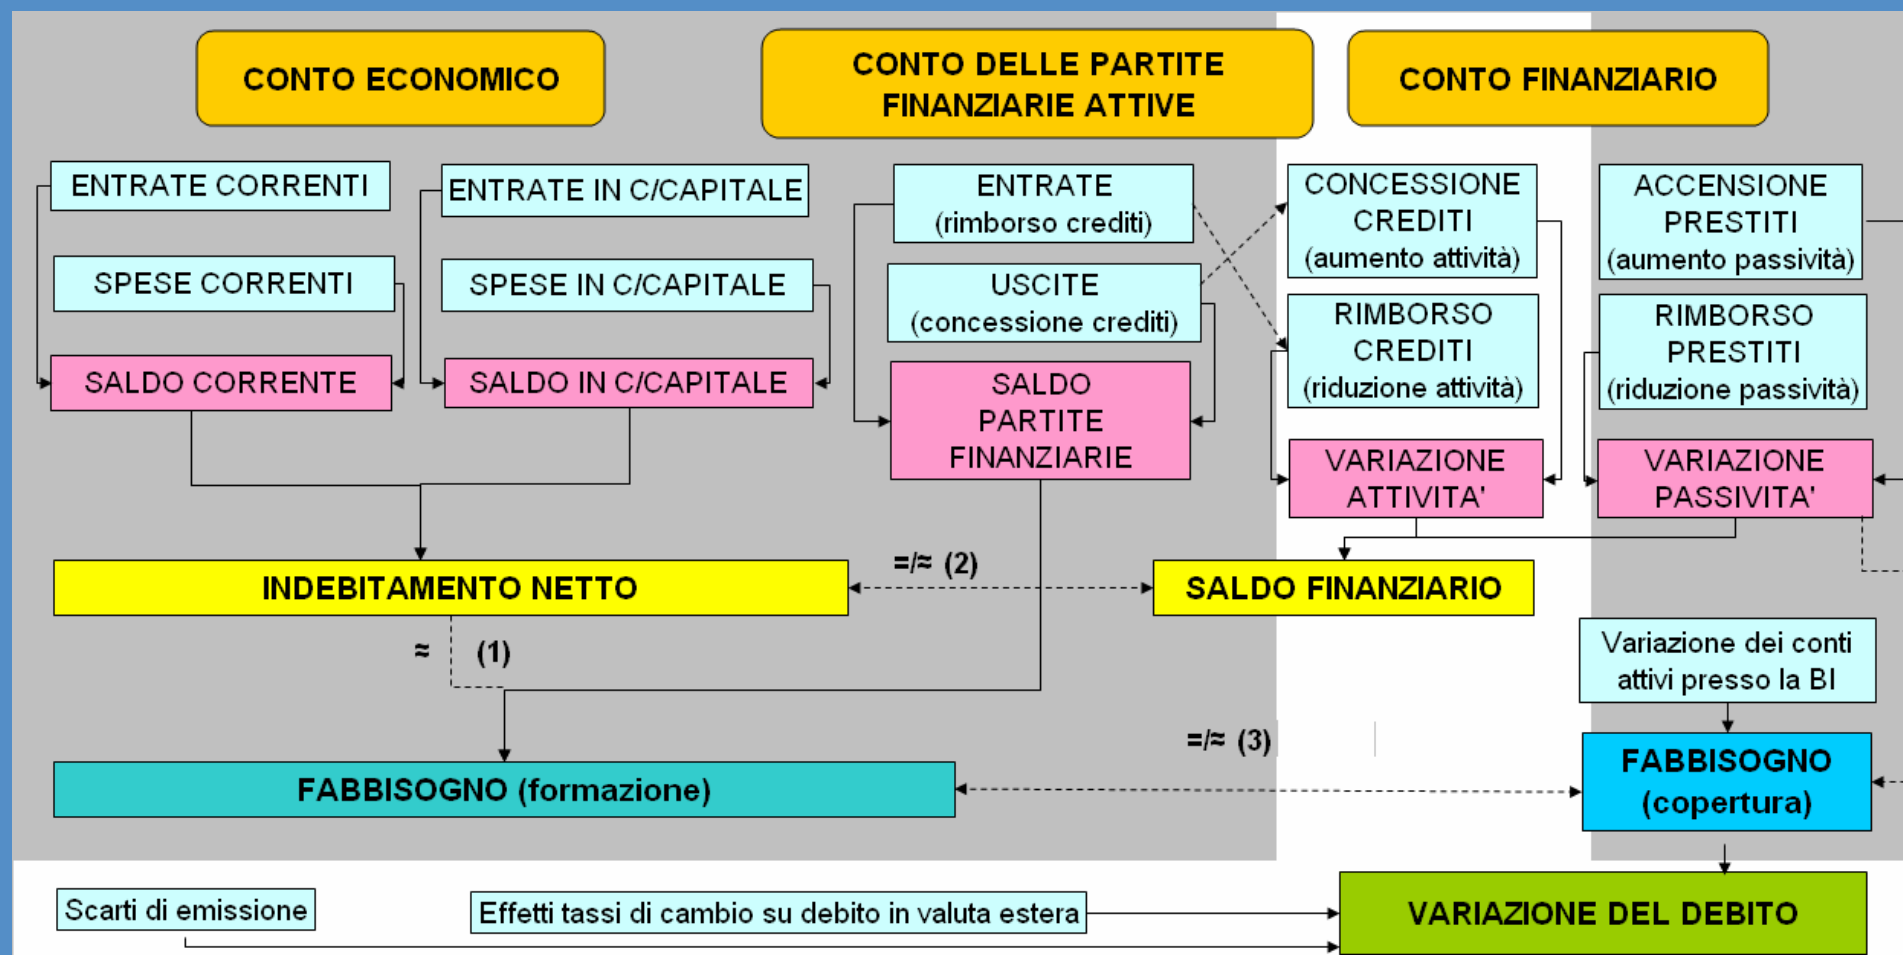 CONTO ECONOMICO
CONTO DELLE PARTITE
FINANZIARIE ATTIVE
CONTO FINANZIARIO
ENTRATE CORRENTI
SPESE CORRENTI
SALDO CORRENTE
ENTRATE IN C/CAPITALE
SPESE IN C/CAPITALE
SALDO IN C/CAPITALE
ENTRATE
(rimborso crediti)
USCITE
(concessione crediti)
SALDO
PARTITE
FINANZIARIE
CONCESSIONE
CREDITI
(aumento attività)
RIMBORSO
CREDITI
(riduzione attività)
VARIAZIONE
ATTIVITA'
ACCENSIONE
PRESTITI
(aumento passività)
RIMBORSO
PRESTITI
(riduzione passività)
VARIAZIONE
PASSIVITA'
INDEBITAMENTO NETTO
=/≈ (2)
SALDO FINANZIARIO
≈ (1)
Variazione dei conti
attivi presso la BI
=/≈ (3)
FABBISOGNO (formazione)
FABBISOGNO
(copertura)
Scarti di emissione
Effetti tassi di cambio su debito in valuta estera
VARIAZIONE DEL DEBITO